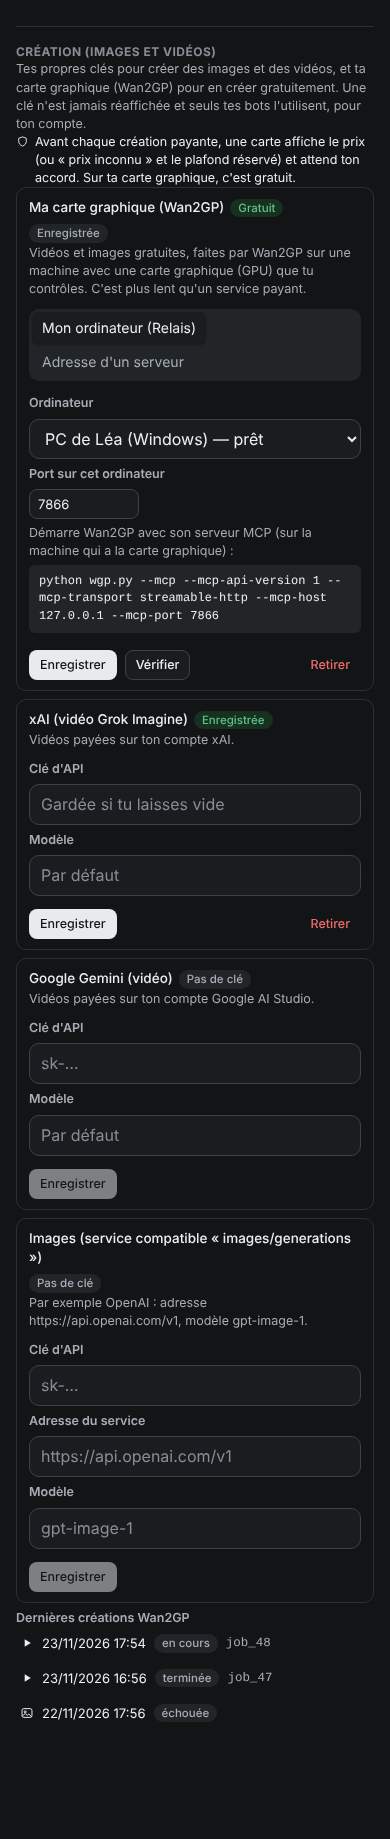 CRÉATION (IMAGES ET VIDÉOS)
Tes propres clés pour créer des images et des vidéos, et ta
carte graphique (Wan2GP) pour en créer gratuitement. Une
clé n'est jamais réaffichée et seuls tes bots l'utilisent, pour
ton compte.
Avant chaque création payante, une carte affiche le prix
(ou « prix inconnu » et le plafond réservé) et attend ton
accord. Sur ta carte graphique, c'est gratuit.
Ma carte graphique (Wan2GP) Gratuit
Enregistrée
Vidéos et images gratuites, faites par Wan2GP sur une
machine avec une carte graphique (GPU) que tu
contrôles. C'est plus lent qu'un service payant.
Mon ordinateur (Relais)
Adresse d'un serveur
Ordinateur
PC de Léa (Windows) — prêt
Port sur cet ordinateur
7866
Démarre Wan2GP avec son serveur MCP (sur la
machine qui a la carte graphique) :
python wgp.py --mcp --mcp-api-version 1 --
mcp-transport streamable-http --mcp-host
127.0.0.1 --mcp-port 7866
Enregistrer Vérifier Retirer
xAI (vidéo Grok Imagine) Enregistrée
Vidéos payées sur ton compte xAI.
Clé d'API
Gardée si tu laisses vide
Modèle
Par défaut
Enregistrer Retirer
Google Gemini (vidéo) Pas de clé
Vidéos payées sur ton compte Google AI Studio.
Clé d'API
sk-...
Modèle
Par défaut
Enregistrer
Images (service compatible « images/generations
»)
Pas de clé
Par exemple OpenAI : adresse
https://api.openai.com/v1, modèle gpt-image-1.
Clé d'API
sk-...
Adresse du service
https://api.openai.com/v1
Modèle
gpt-image-1
Enregistrer
Dernières créations Wan2GP
23/11/2026 17:54 en cours job_48
23/11/2026 16:56 terminée job_47
22/11/2026 17:56 échouée